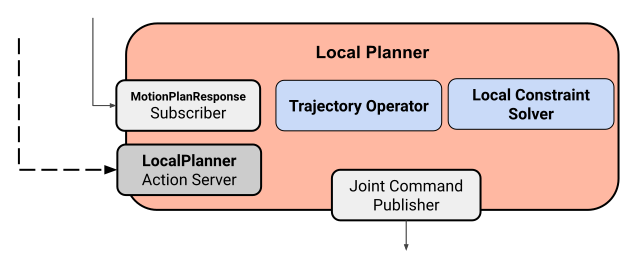 Local Planner
MotionPlanResponse
Subscriber
Trajectory Operator
Local Constraint
Solver
LocalPlanner
Action Server
Joint Command
Publisher